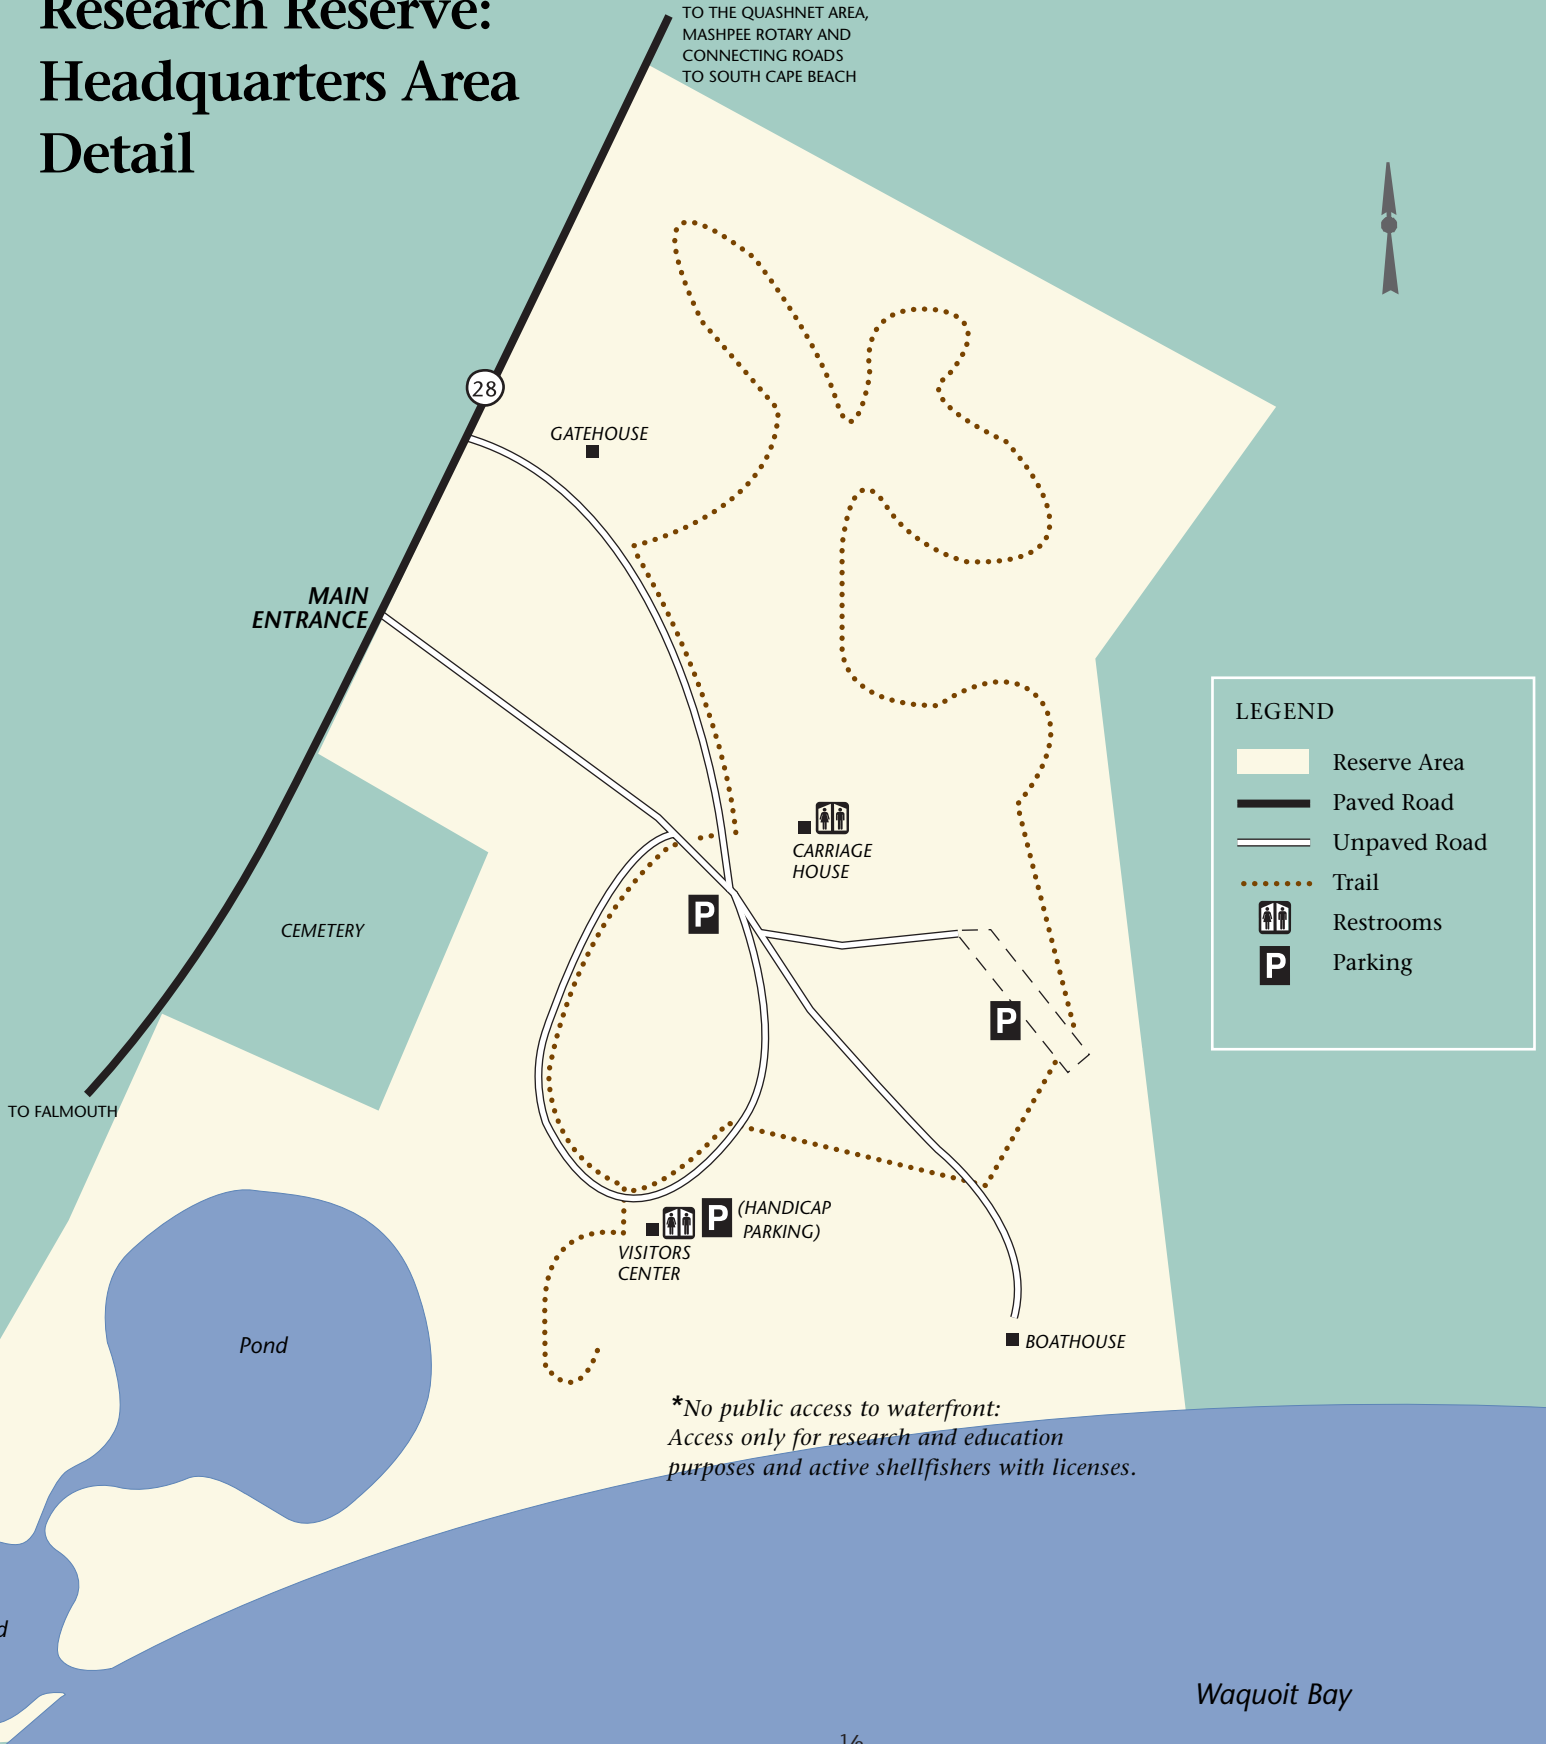 Research Reserve:
Headquarters Area
Detail
TO THE QUASHNET AREA,
MASHPEE ROTARY AND
CONNECTING ROADS
TO SOUTH CAPE BEACH
28
GATEHOUSE
MAIN
ENTRANCE
LEGEND
Reserve Area
Paved Road
Unpaved Road
Trail
Restrooms
P
Parking
CARRIAGE
HOUSE
P
CEMETERY
P
TO FALMOUTH
P
(HANDICAP
PARKING)
VISITORS
CENTER
Pond
BOATHOUSE
*No public access to waterfront:
Access only for research and education
purposes and active shellfishers with licenses.
Waquoit Bay